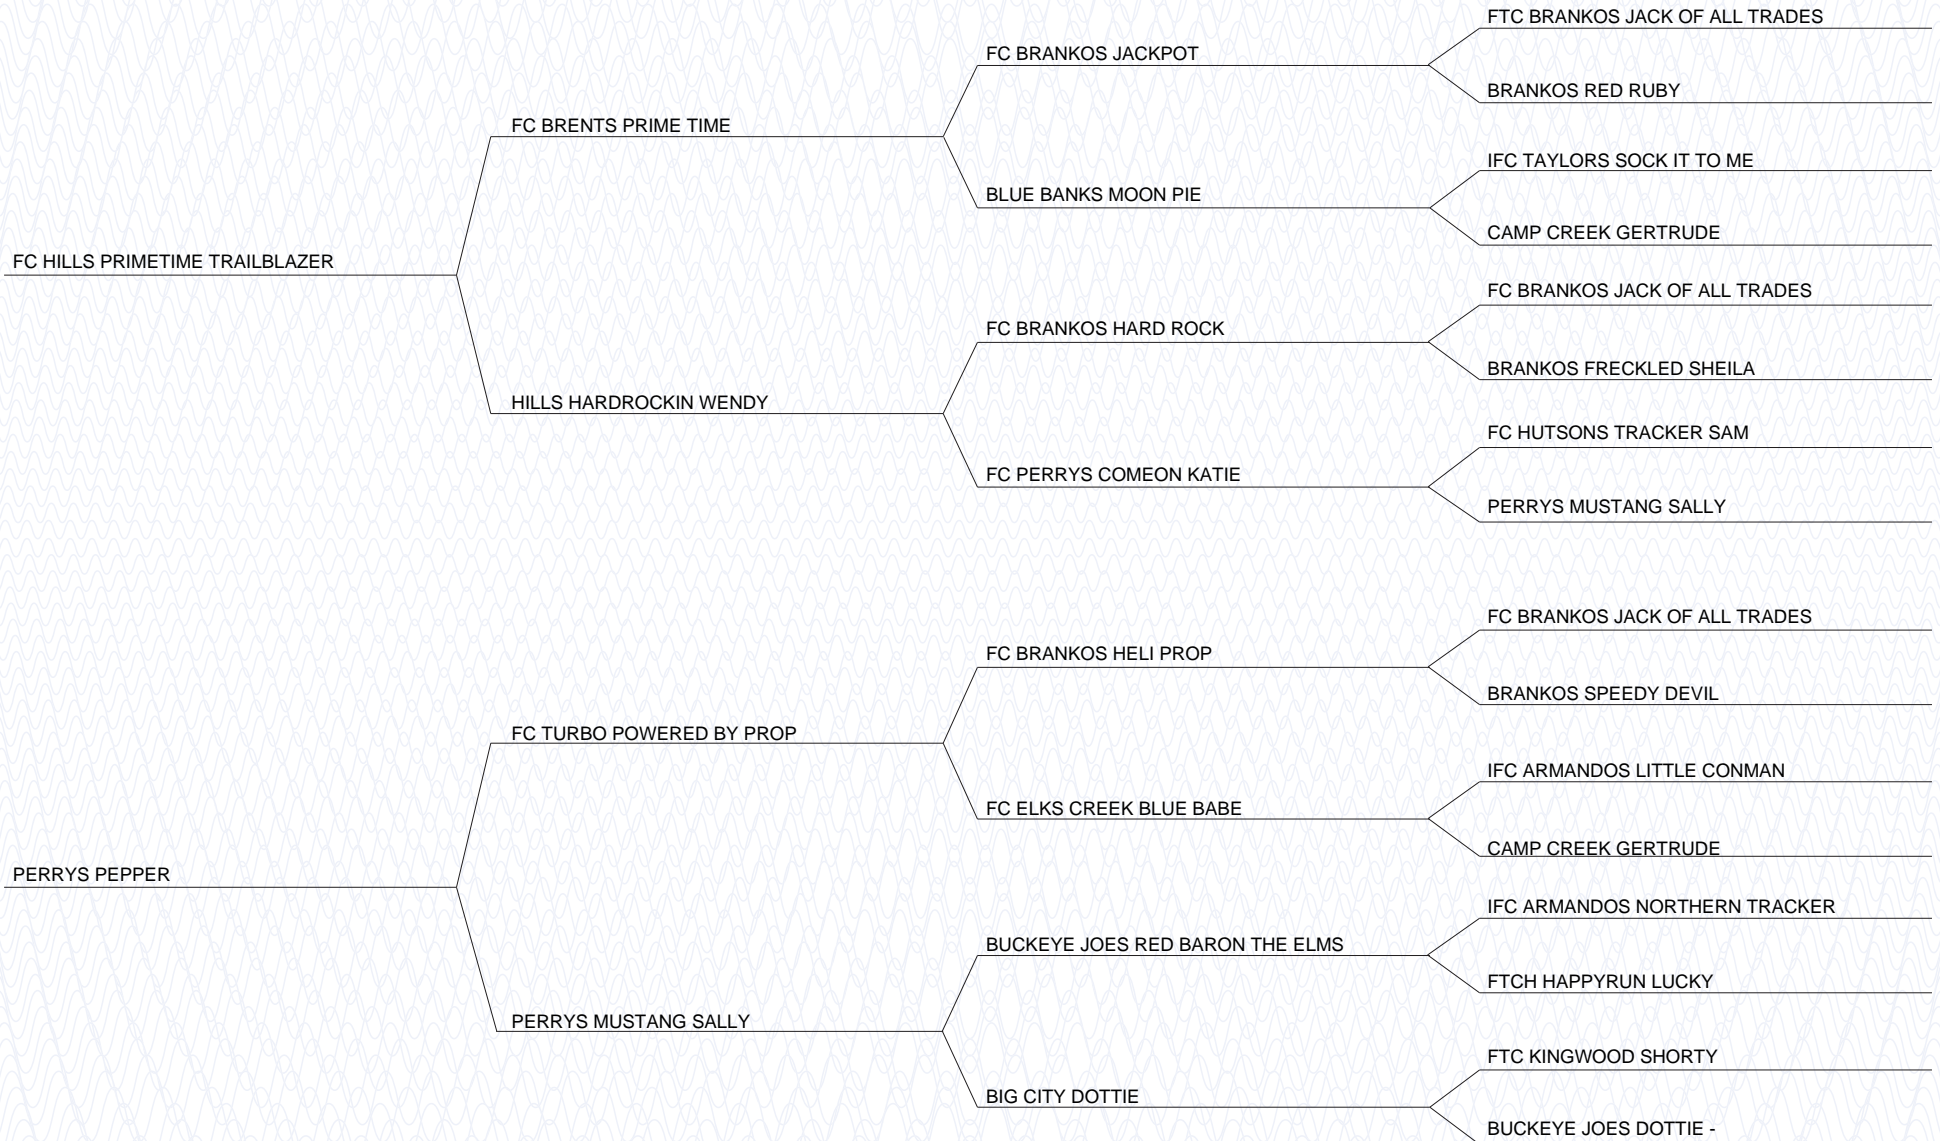 FTC BRANKOS JACK OF ALL TRADES
FC BRANKOS JACKPOT
BRANKOS RED RUBY
FC BRENTS PRIME TIME
IFC TAYLORS SOCK IT TO ME
BLUE BANKS MOON PIE
CAMP CREEK GERTRUDE
FC HILLS PRIMETIME TRAILBLAZER
FC BRANKOS JACK OF ALL TRADES
FC BRANKOS HARD ROCK
BRANKOS FRECKLED SHEILA
HILLS HARDROCKIN WENDY
FC HUTSONS TRACKER SAM
FC PERRYS COMEON KATIE
PERRYS MUSTANG SALLY
FC BRANKOS JACK OF ALL TRADES
FC BRANKOS HELI PROP
BRANKOS SPEEDY DEVIL
FC TURBO POWERED BY PROP
IFC ARMANDOS LITTLE CONMAN
FC ELKS CREEK BLUE BABE
CAMP CREEK GERTRUDE
PERRYS PEPPER
IFC ARMANDOS NORTHERN TRACKER
BUCKEYE JOES RED BARON THE ELMS
FTCH HAPPYRUN LUCKY
PERRYS MUSTANG SALLY
FTC KINGWOOD SHORTY
BIG CITY DOTTIE
BUCKEYE JOES DOTTIE -